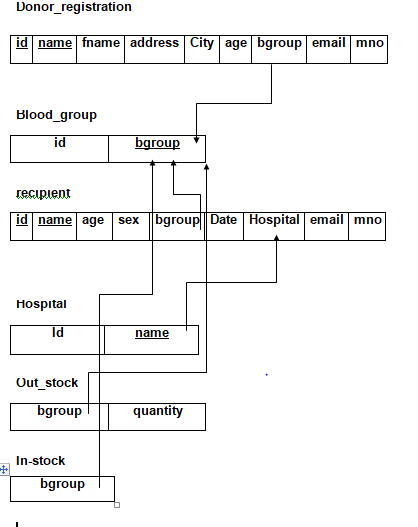 Donor_registration
id name fname address City age bgroup email mno
Blood_group
id bgroup
recipient
id name age sex bgroup Date Hospital email mno
Hospital
Id name
Out_stock
bgroup quantity
In-stock
bgroup